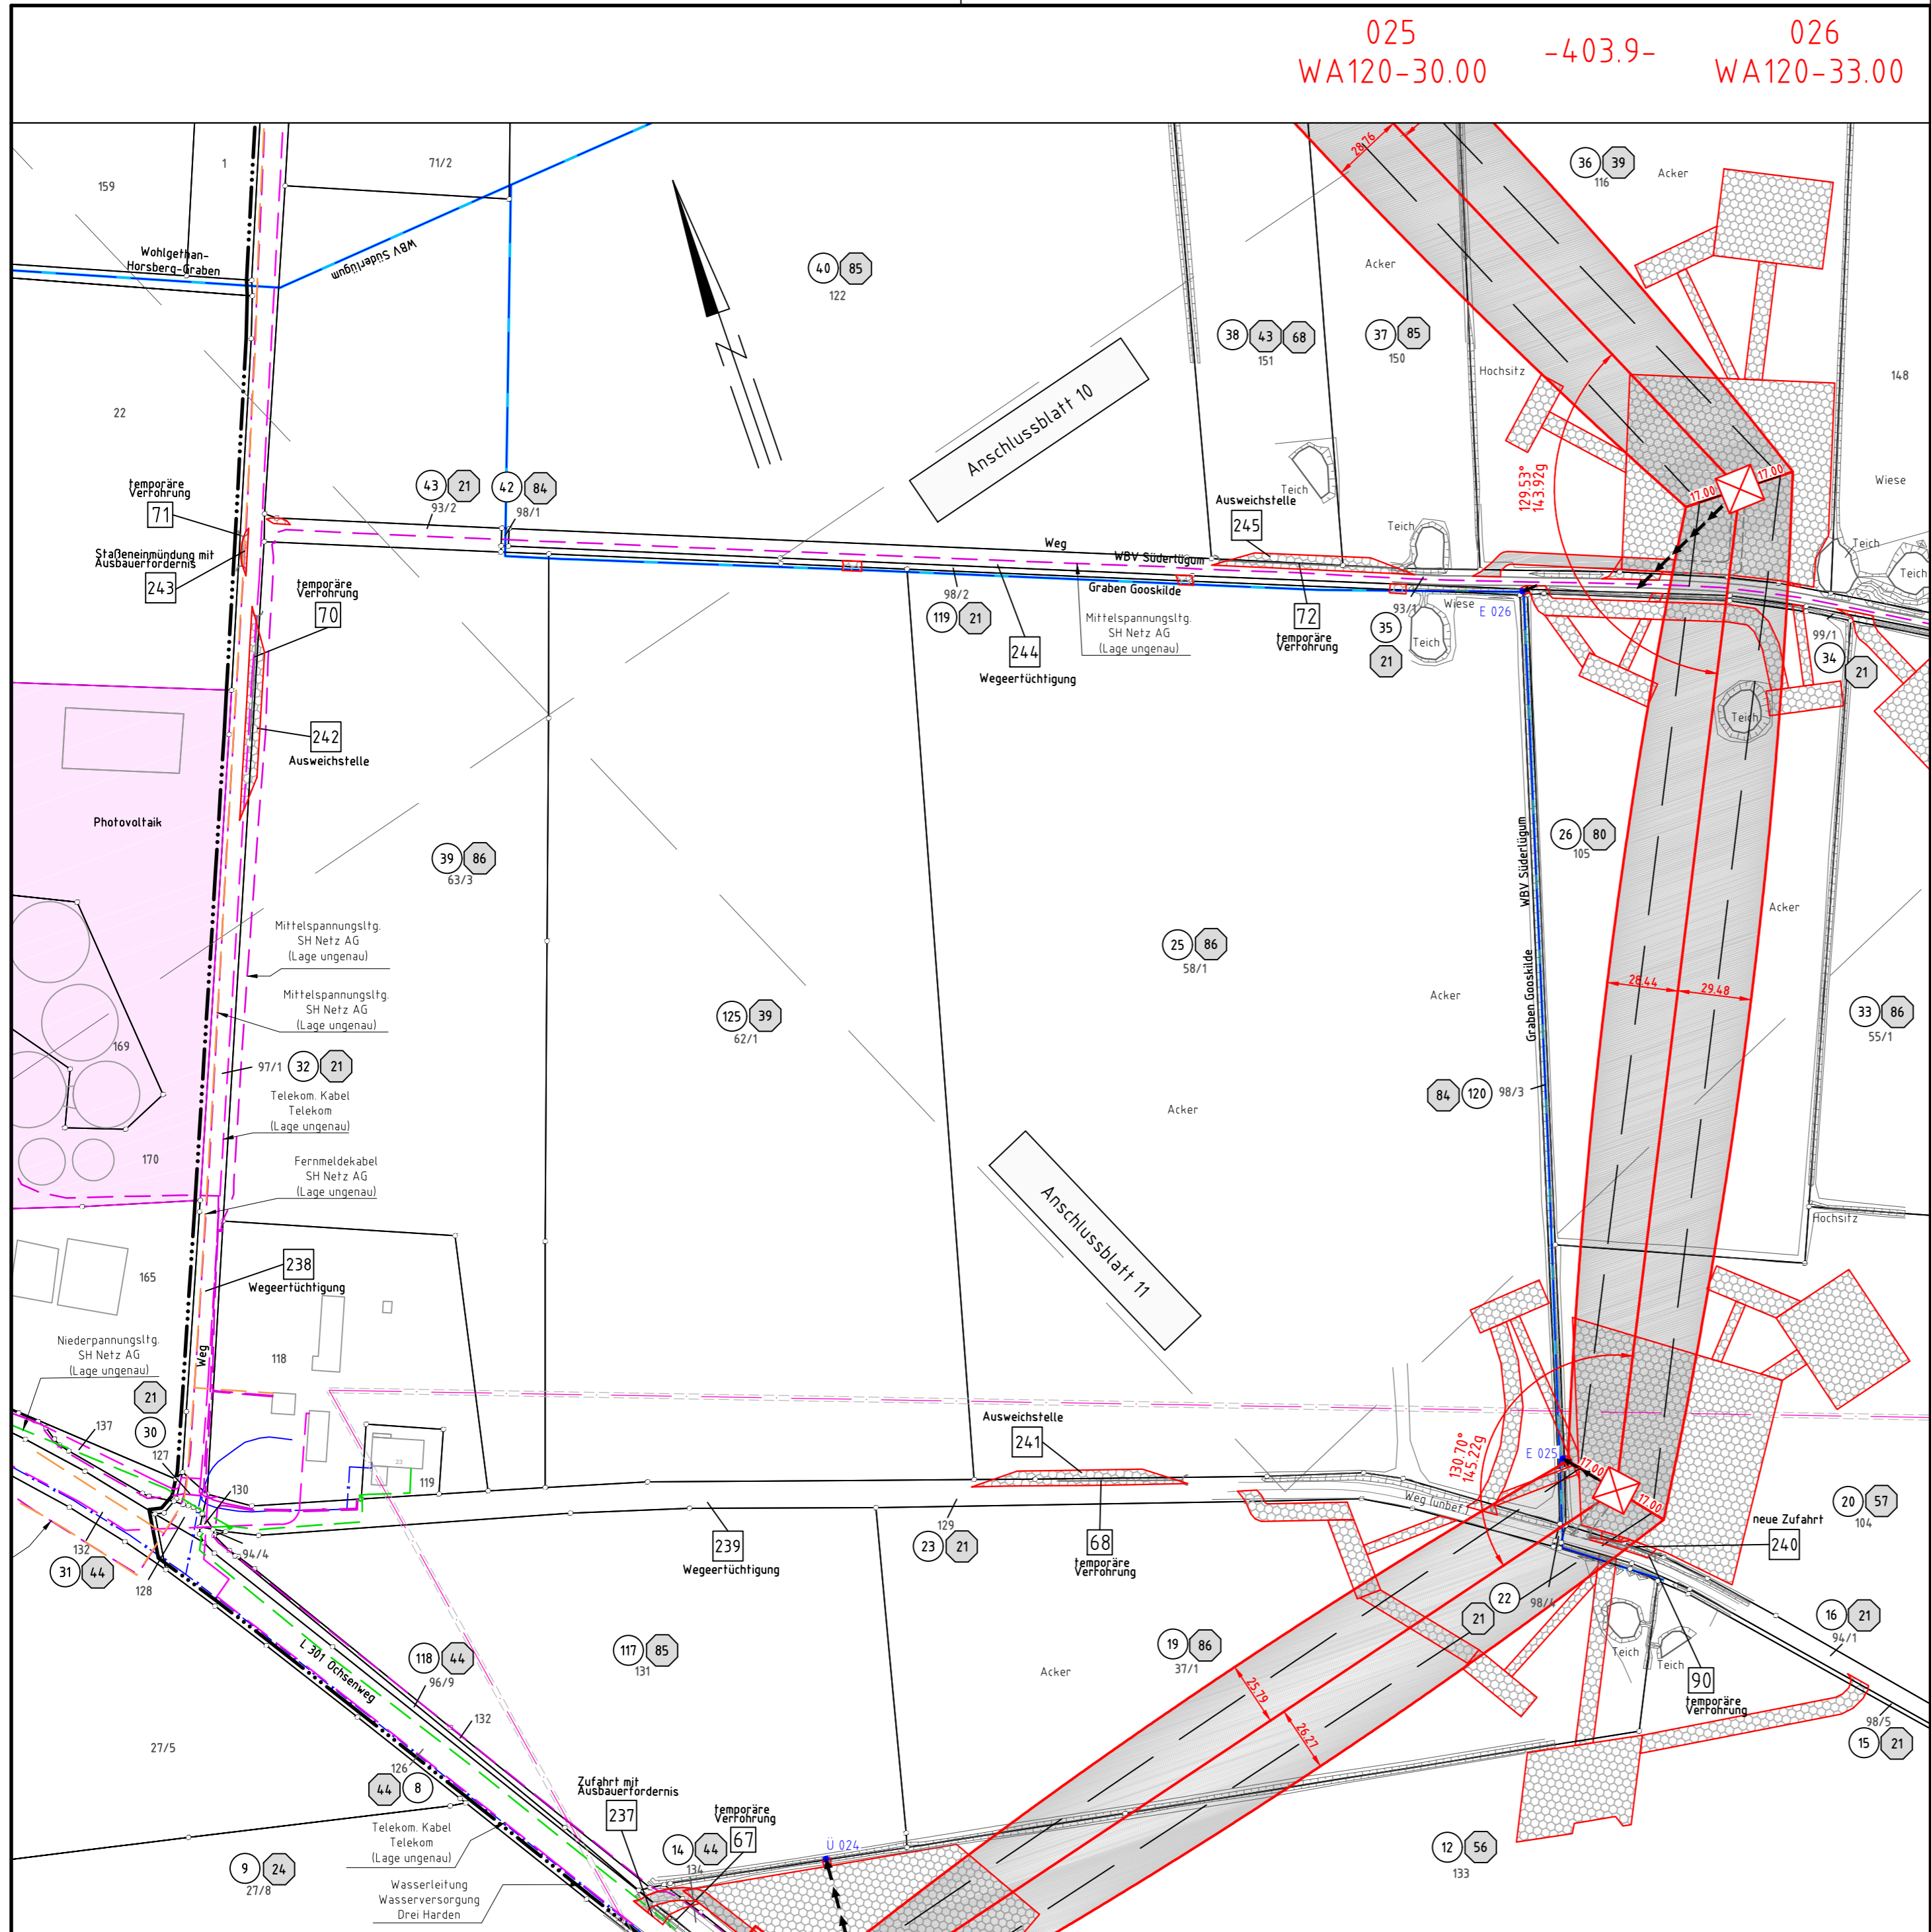 025
WA120-30.00
-403.9-
026
WA120-33.00
28.76
36
39
116
Acker
1
71/2
159
Wohlgethan-
Horsberg-Graben
WBV Süderlügum
40
85
122
Acker
38
43
68
151
37
85
150
Hochsitz
148
Anschlussblatt 10
22
43
21
93/2
42
84
98/1
temporäre
Verrohrung
71
Staßeneinmündung mit
Ausbauerfordernis
243
temporäre
Verrohrung
70
Teich
Ausweichstelle
245
Teich
129.53°
143.92g
17.00
17.00
Wiese
Teich
Teich
Weg
WBV Süderlügum
Graben Gooskilde
98/2
119
21
244
Wegeertüchtigung
Mittelspannungsltg.
SH Netz AG
(Lage ungenau)
72
temporäre
Verrohrung
93/1
Wiese
35
21
Teich
E 026
99/1
34
21
Teich
242
Ausweichstelle
Photovoltaik
39
86
63/3
WBV Süderlügum
26
80
105
Acker
Mittelspannungsltg.
SH Netz AG
(Lage ungenau)
25
86
58/1
Graben Gooskilde
28.44
29.48
Acker
Mittelspannungsltg.
SH Netz AG
(Lage ungenau)
125
39
62/1
33
86
55/1
169
97/1
32
21
Telekom. Kabel
Telekom
(Lage ungenau)
Acker
84
120
98/3
170
Fernmeldekabel
SH Netz AG
(Lage ungenau)
Anschlussblatt 11
Hochsitz
165
238
Wegeertüchtigung
Niederpannungsltg.
SH Netz AG
(Lage ungenau)
Weg
118
21
30
137
127
23
119
130
Ausweichstelle
241
130.70°
145.22g
E 025
17.00
17.00
Weg (unbef
20
57
104
132
31
44
128
94/4
239
Wegeertüchtigung
129
23
21
68
temporäre
Verrohrung
neue Zufahrt
240
22
98/4
21
16
21
94/1
L 301 Ochsenweg
118
44
96/9
117
85
131
19
86
37/1
Acker
Teich
Teich
90
temporäre
Verrohrung
25.79
26.27
98/5
15
21
27/5
132
126
44
8
Zufahrt mit
Ausbauerfordernis
237
temporäre
Verrohrung
67
Telekom. Kabel
Telekom
(Lage ungenau)
14
44
134
Ü 024
12
56
133
9
24
27/8
Wasserleitung
Wasserversorgung
Drei Harden